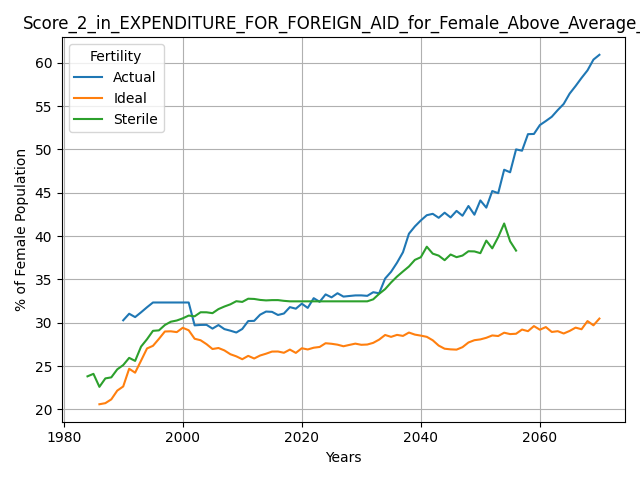 Score_2_in_EXPENDITURE_FOR_FOREIGN_AID_for_Female_Above_Average_
Fertility
Actual
Ideal
Sterile
% of Female Population
60
55
50
45
40
35
30
25
20
1980
2000
2020
2040
2060
Years